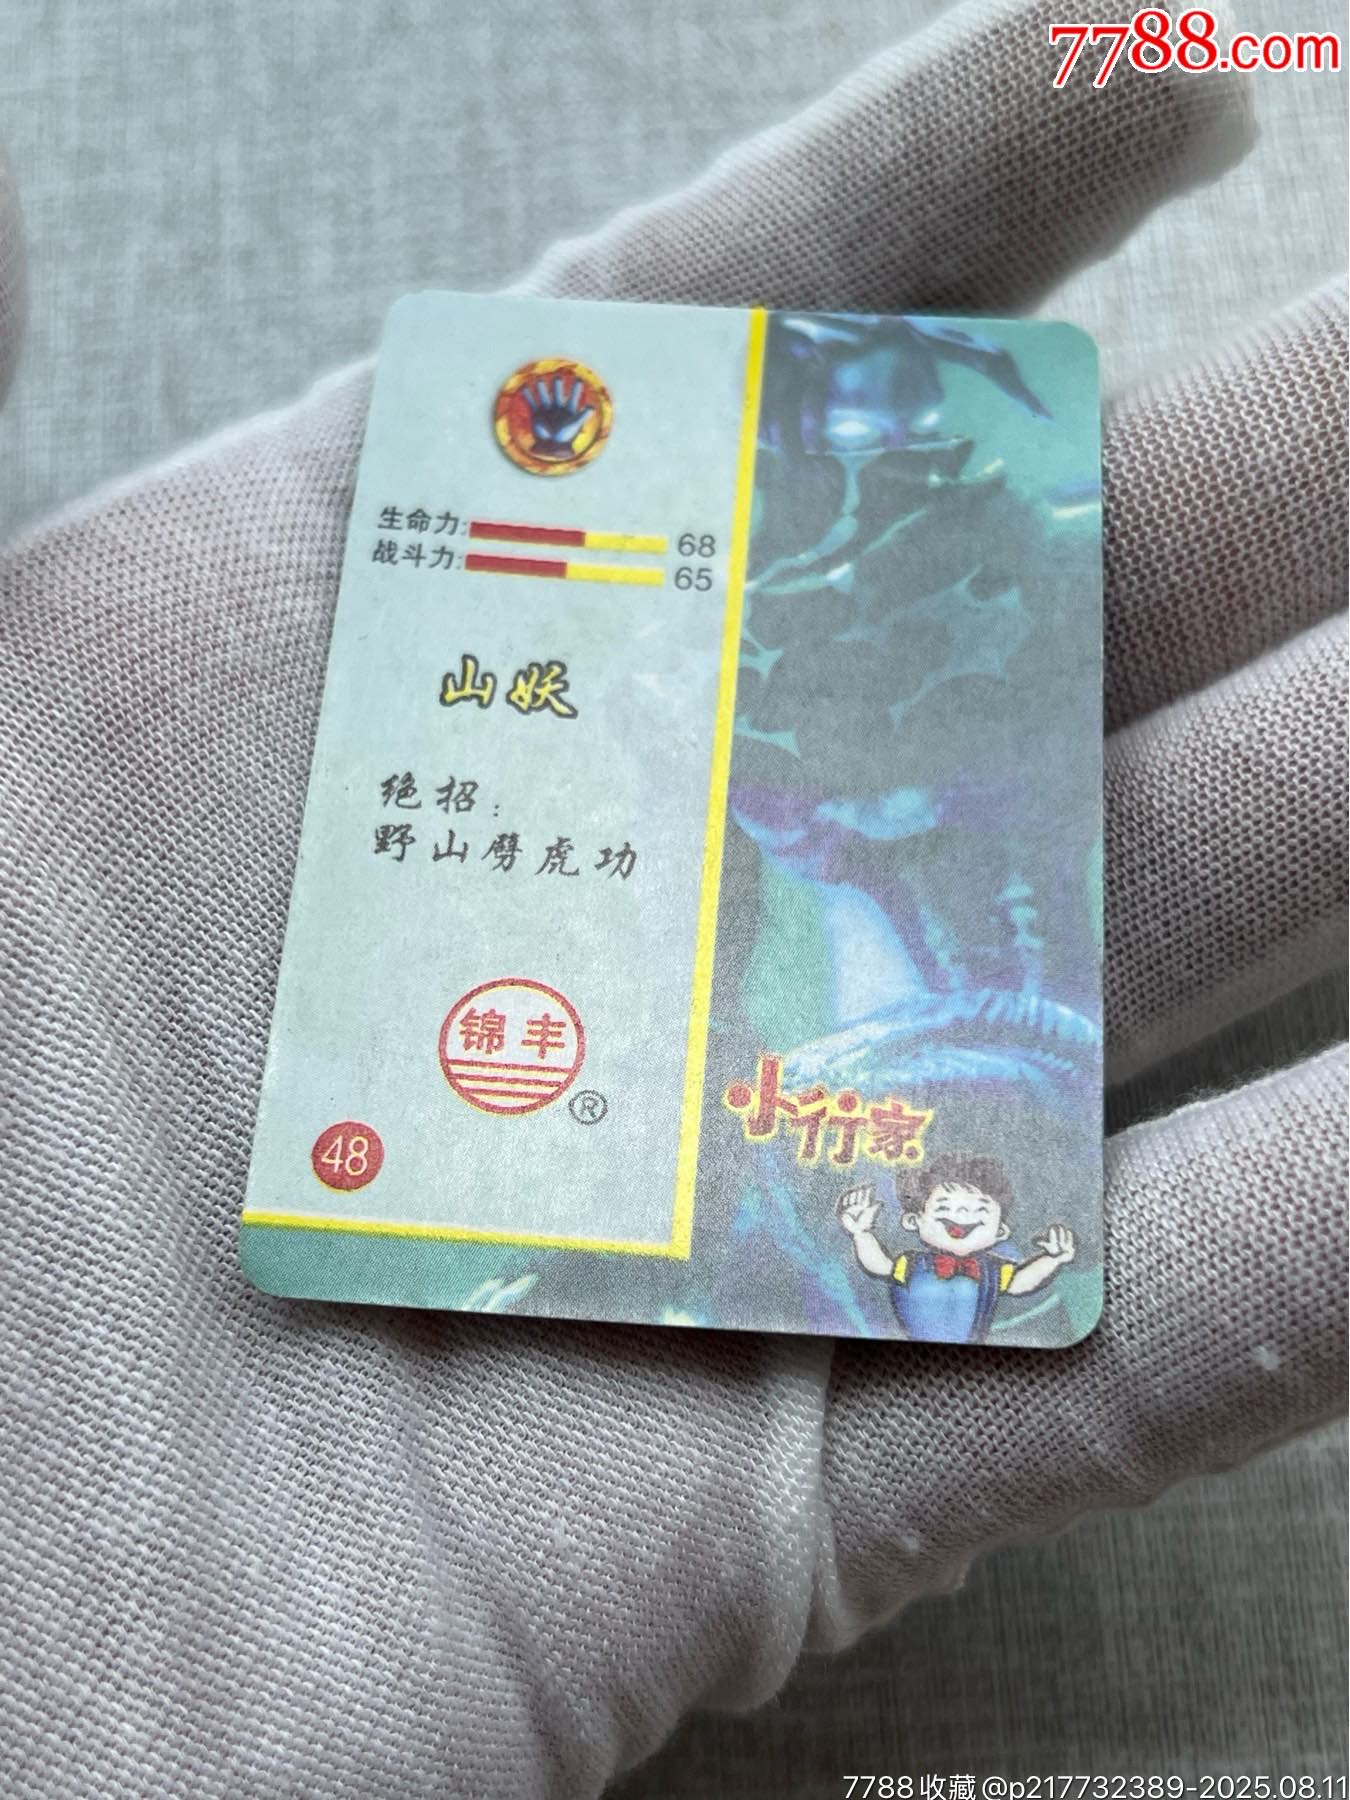 7788.com
生命力: 68
战斗力: 65
山妖
绝招:
野山劈虎功
锦丰
®
48
小行家
7788收藏@p217732389-2025.08.11